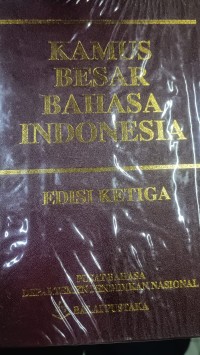 KAMUS
BESAR
BAHASA
INDONESIA
EDISI KETIGA
PUSAT BAHASA
DEPARTEMEN PENDIDIKAN NASIONAL
BALAI PUSTAKA